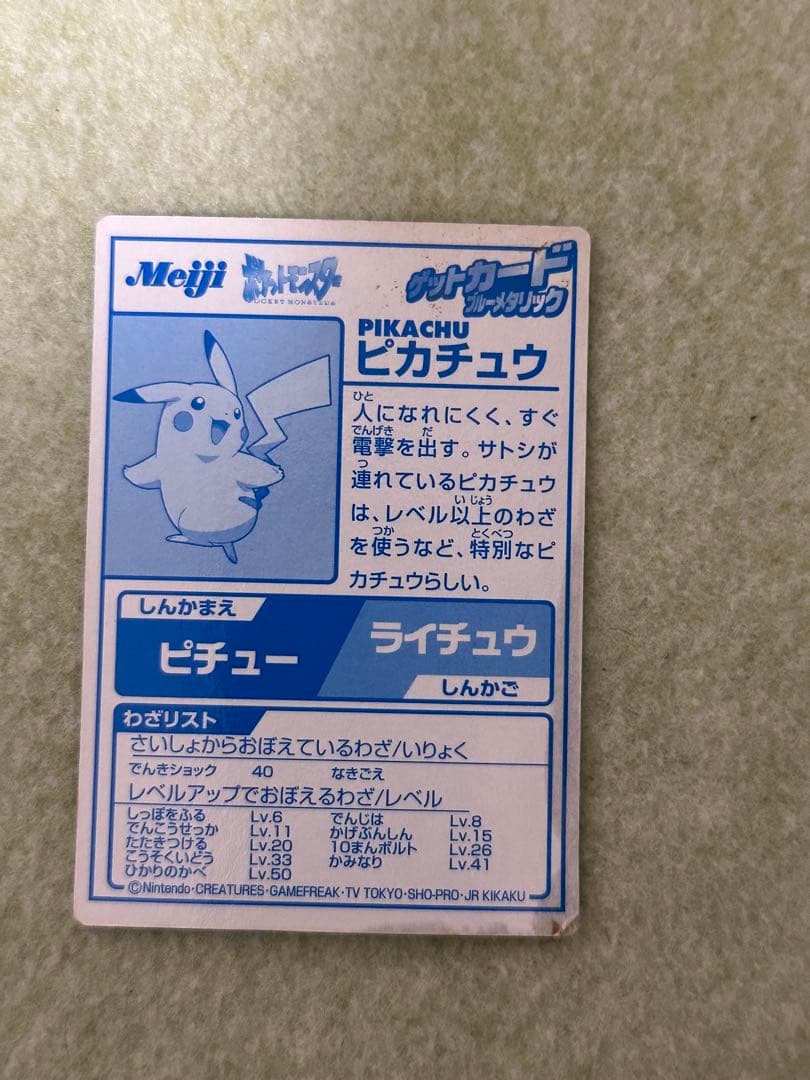 Meiji
ポケットモンスター
POCKET MONSTERS
ゲットカード
ブルーメタリック
PIKACHU
ピカチュウ
ひと
人になれにくく、すぐ
でんげき だ
電撃を出す。サトシが
つ
連れているピカチュウ
いじょう
は、レベル以上のわざ
つか とくべつ
を使うなど、特別なピ
カチュウらしい。
しんかまえ
ピチュー
ライチュウ
しんかご
わざリスト
さいしょからおぼえているわざ/いりょく
でんきショック 40 なきごえ
レベルアップでおぼえるわざ/レベル
しっぽをふる Lv.6 でんじは Lv.8
でんこうせっか Lv.11 かげぶんしん Lv.15
たたきつける Lv.20 10まんボルト Lv.26
こうそくいどう Lv.33 かみなり Lv.41
ひかりのかべ Lv.50
©Nintendo・CREATURES・GAMEFREAK・TV TOKYO・SHO-PRO・JR KIKAKU